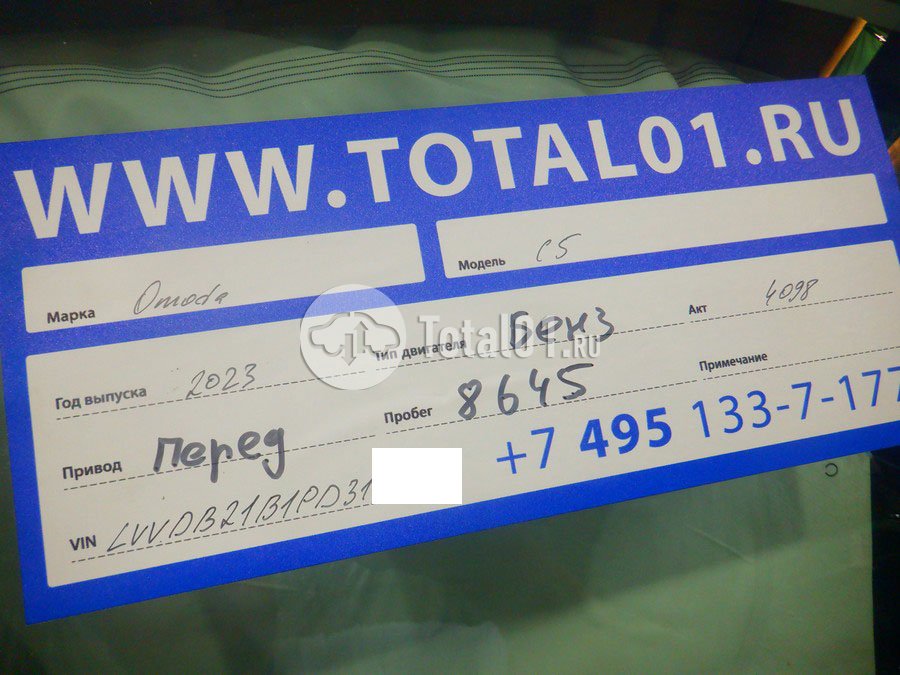 WWW.TOTAL01.RU
Марка Omoda Модель C5
Год выпуска 2023 Тип двигателя Бенз Акт 4098
Total01.RU
Привод Перед Пробег 8645 Примечание
VIN LVVDB21B1PD31
+7 495 133-7-177